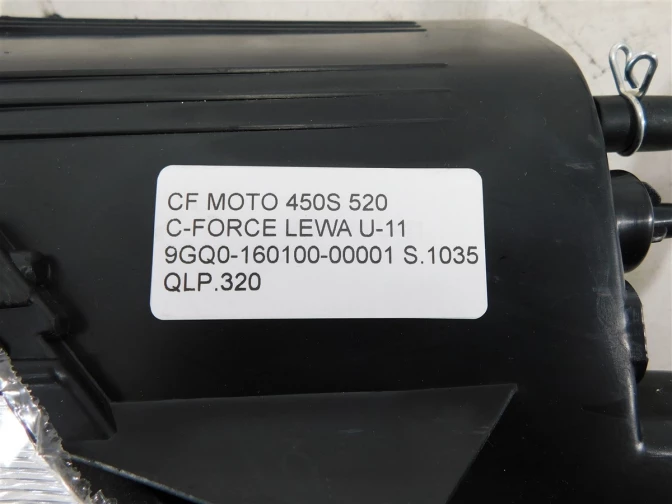 CF MOTO 450S 520
C-FORCE LEWA U-11
9GQ0-160100-00001 S.1035
QLP.320